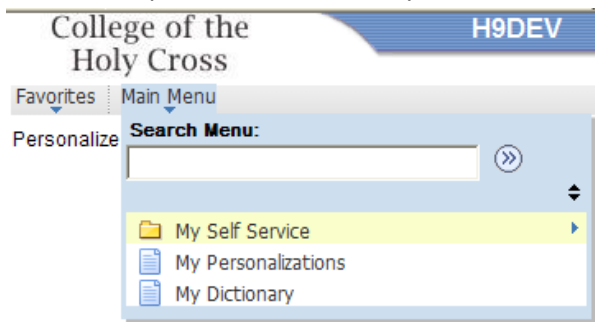 College of the
Holy Cross
H9DEV
Favorites Main Menu
Personalize
Search Menu:
My Self Service
My Personalizations
My Dictionary